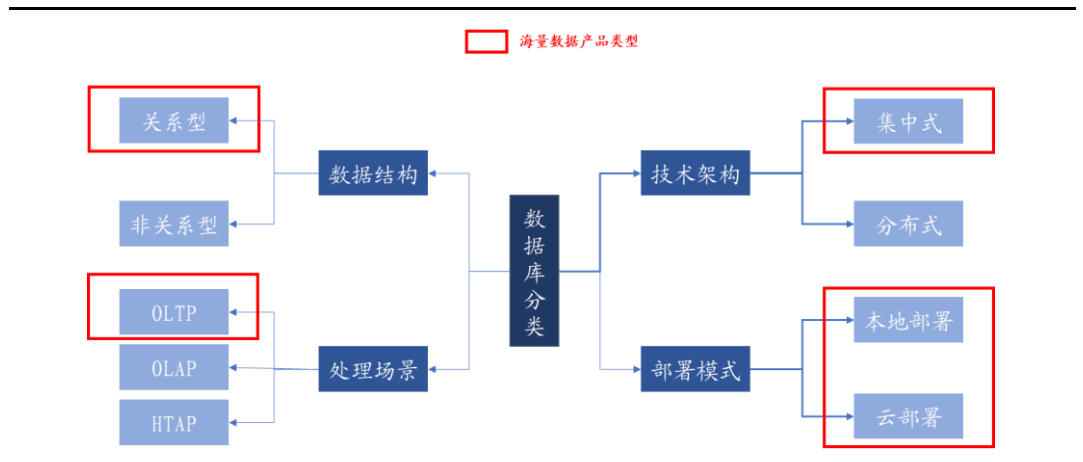 海量数据产品类型
关系型
非关系型
数据结构
OLTP
OLAP
HTAP
处理场景
数据库分类
技术架构
集中式
分布式
部署模式
本地部署
云部署